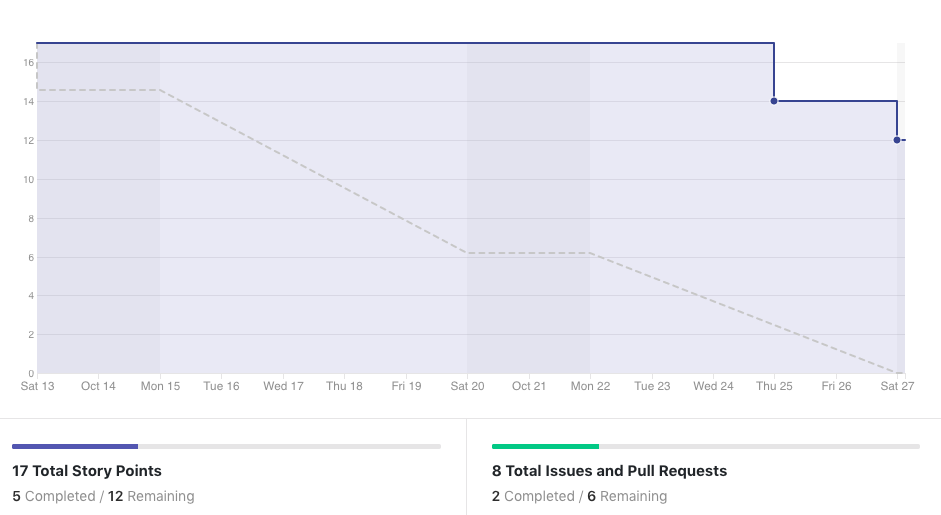 16
14
12
10
8
6
4
2
0
Sat 13 Oct 14 Mon 15 Tue 16 Wed 17 Thu 18 Fri 19 Sat 20 Oct 21 Mon 22 Tue 23 Wed 24 Thu 25 Fri 26 Sat 27
17 Total Story Points
5 Completed / 12 Remaining
8 Total Issues and Pull Requests
2 Completed / 6 Remaining